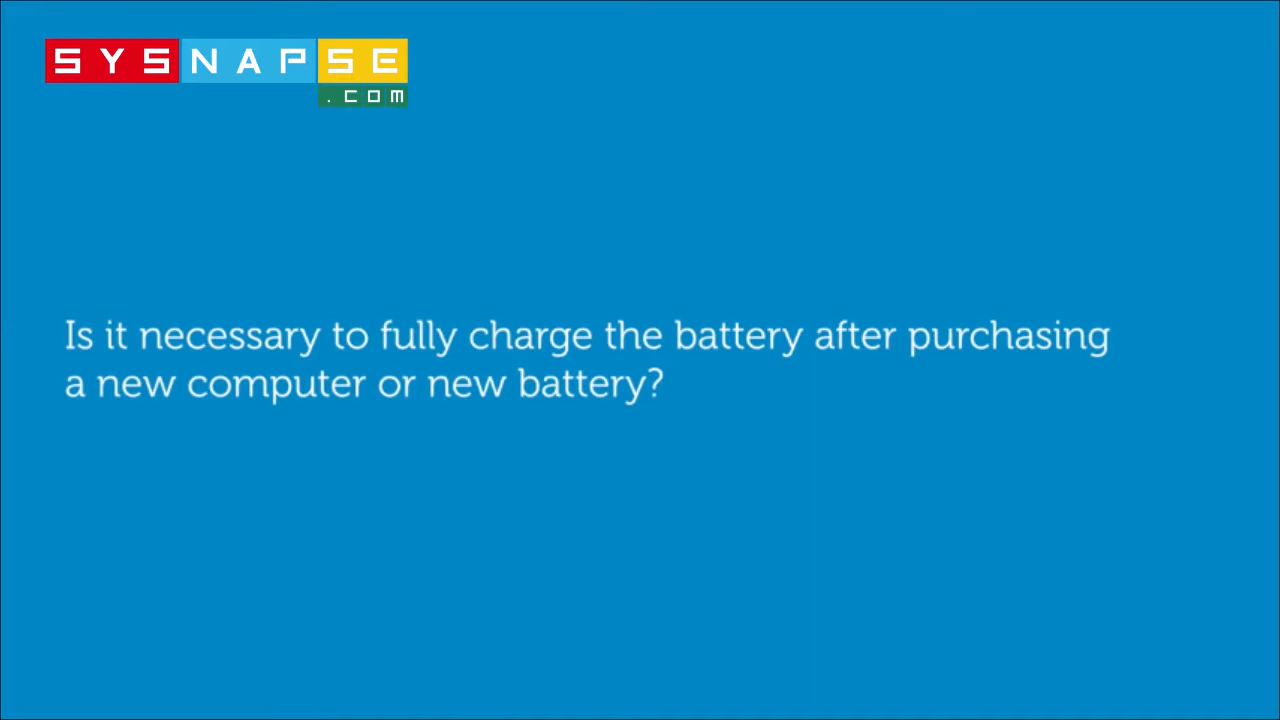 SYSNAPSE
.COM
Is it necessary to fully charge the battery after purchasing
a new computer or new battery?